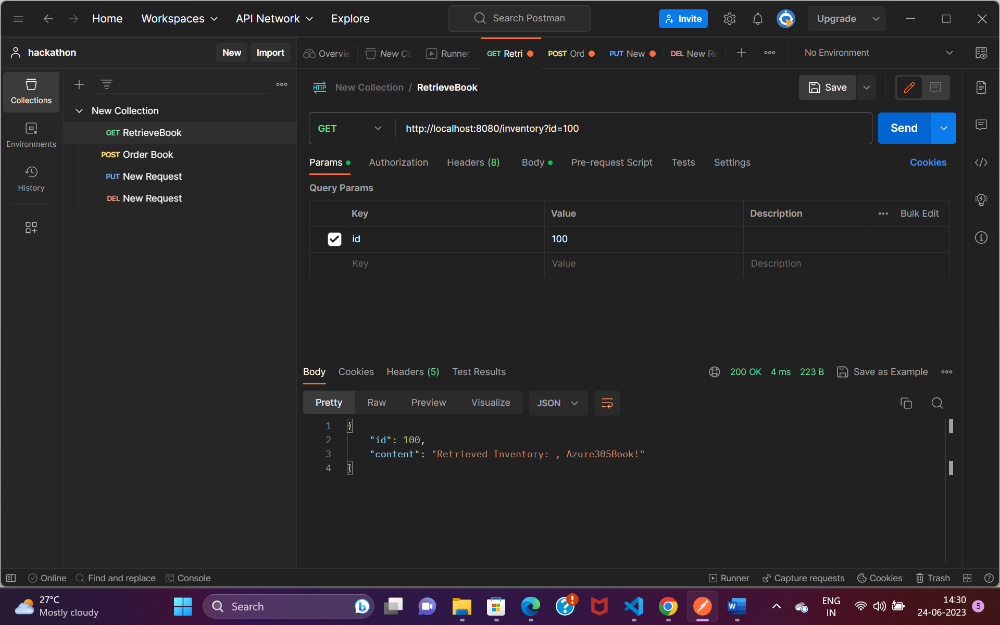 Home Workspaces API Network Explore Search Postman Invite Upgrade
hackathon New Import
Overvie New Co Runner GET Retri POST Ord PUT New DEL New Re No Environment
Collections
Environments
History
New Collection
GET RetrieveBook
POST Order Book
PUT New Request
DEL New Request
HTTP New Collection / RetrieveBook Save
GET http://localhost:8080/inventory?id=100 Send
Params Authorization Headers (8) Body Pre-request Script Tests Settings Cookies
Query Params
Key Value Description Bulk Edit
id 100
Key Value Description
Body Cookies Headers (5) Test Results 200 OK 4 ms 223 B Save as Example
Pretty Raw Preview Visualize JSON
1 {
2 "id": 100,
3 "content": "Retrieved Inventory: , Azure305Book!"
4 }
Online Find and replace Console Runner Capture requests Cookies Trash
27°C
Mostly cloudy
Search
ENG
IN
14:30
24-06-2023
5